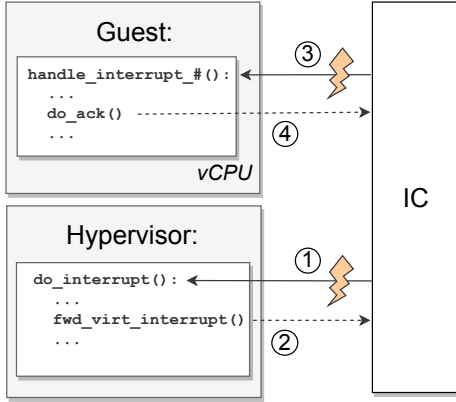 Guest:
handle_interrupt_#():
...
do_ack()
...
vCPU
③
④
IC
Hypervisor:
do_interrupt():
...
fwd_virt_interrupt()
...
①
②